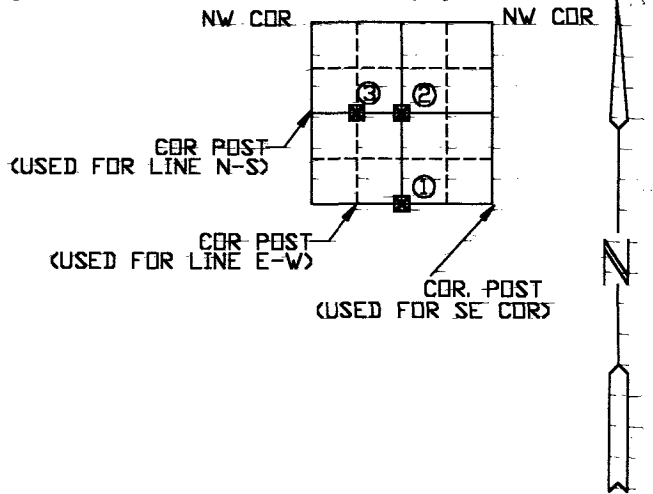 NW COR
NW COR
③
②
COR POST
(USED FOR LINE N-S)
①
COR POST
(USED FOR LINE E-W)
N
COR. POST
(USED FOR SE COR)